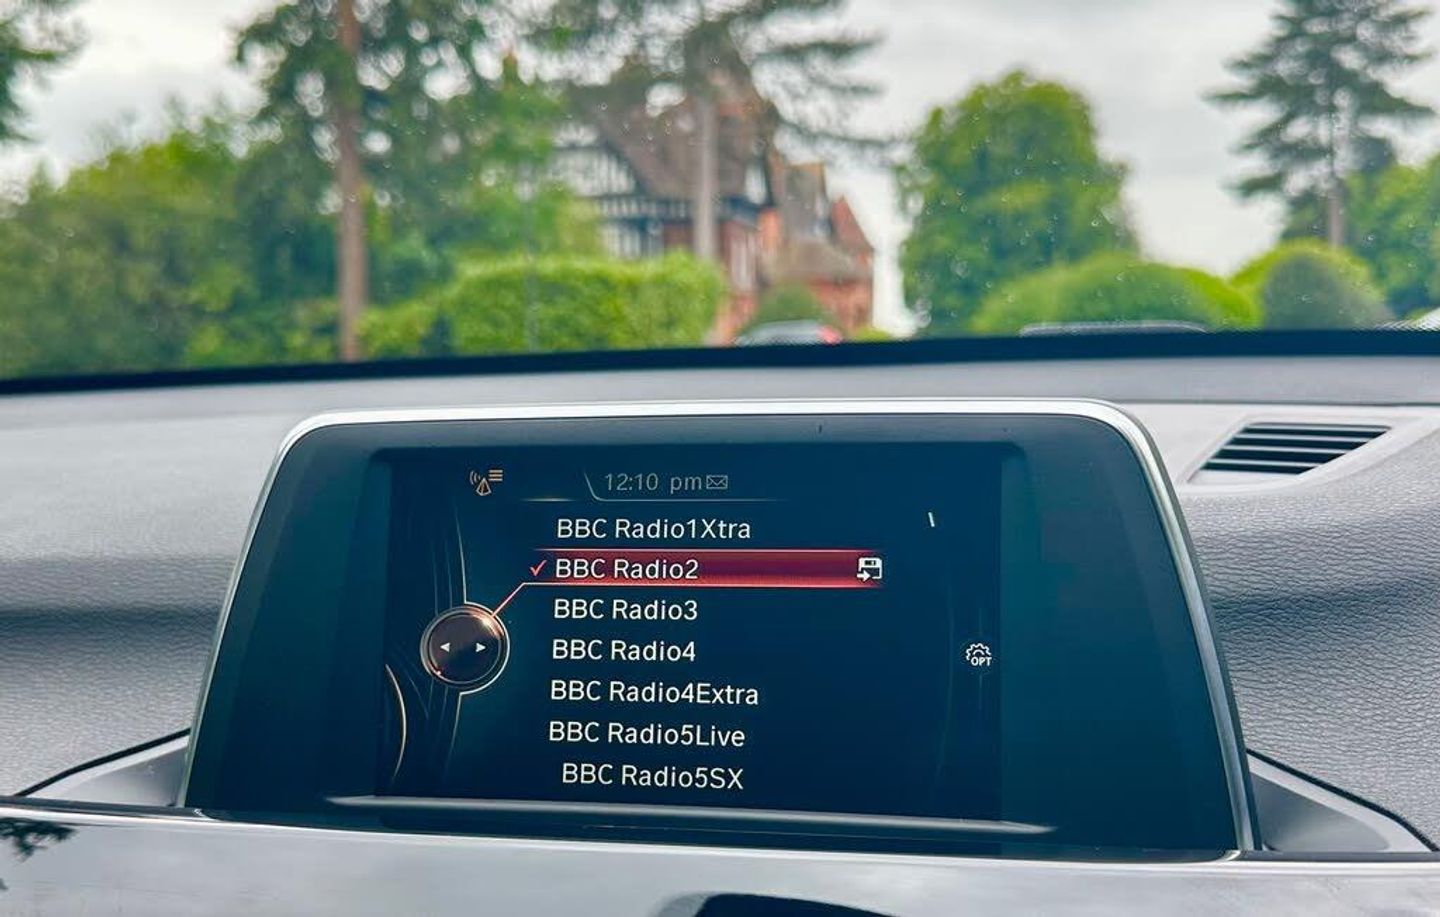 12:10 pm
BBC Radio1Xtra
BBC Radio2
BBC Radio3
BBC Radio4
OPT
BBC Radio4Extra
BBC Radio5Live
BBC Radio5SX